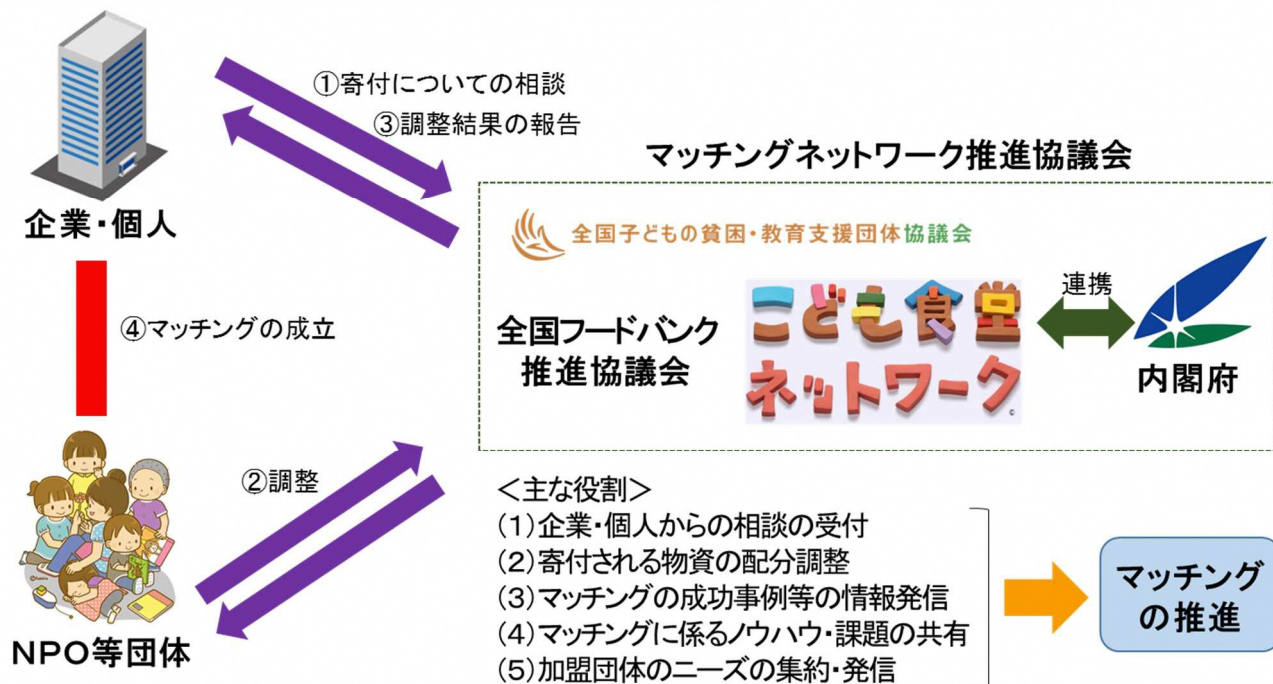 ①寄付についての相談
③調整結果の報告
企業・個人
④マッチングの成立
②調整
NPO等団体
マッチングネットワーク推進協議会
全国子どもの貧困・教育支援団体協議会
全国フードバンク
推進協議会
こども食堂
ネットワーク
©
連携
内閣府
＜主な役割＞
(1)企業・個人からの相談の受付
(2)寄付される物資の配分調整
(3)マッチングの成功事例等の情報発信
(4)マッチングに係るノウハウ・課題の共有
(5)加盟団体のニーズの集約・発信
マッチング
の推進